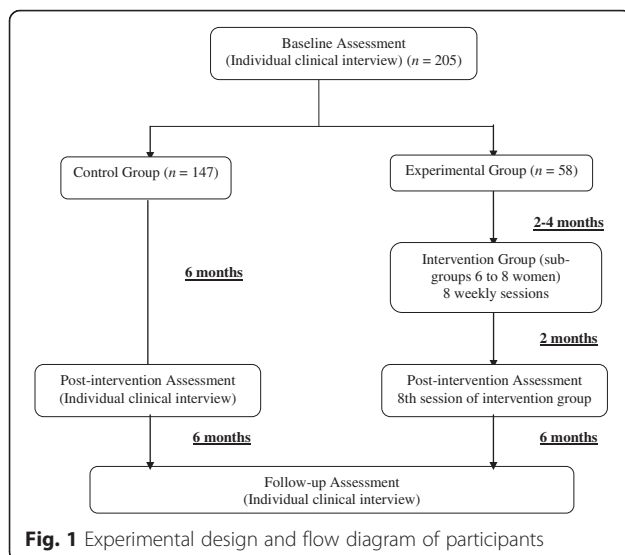 Baseline Assessment
(Individual clinical interview) (n = 205)
Control Group (n = 147)
Experimental Group (n = 58)
2-4 months
6 months
Intervention Group (sub-
groups 6 to 8 women)
8 weekly sessions
2 months
Post-intervention Assessment
(Individual clinical interview)
Post-intervention Assessment
8th session of intervention group
6 months
6 months
Follow-up Assessment
(Individual clinical interview)
Fig. 1 Experimental design and flow diagram of participants